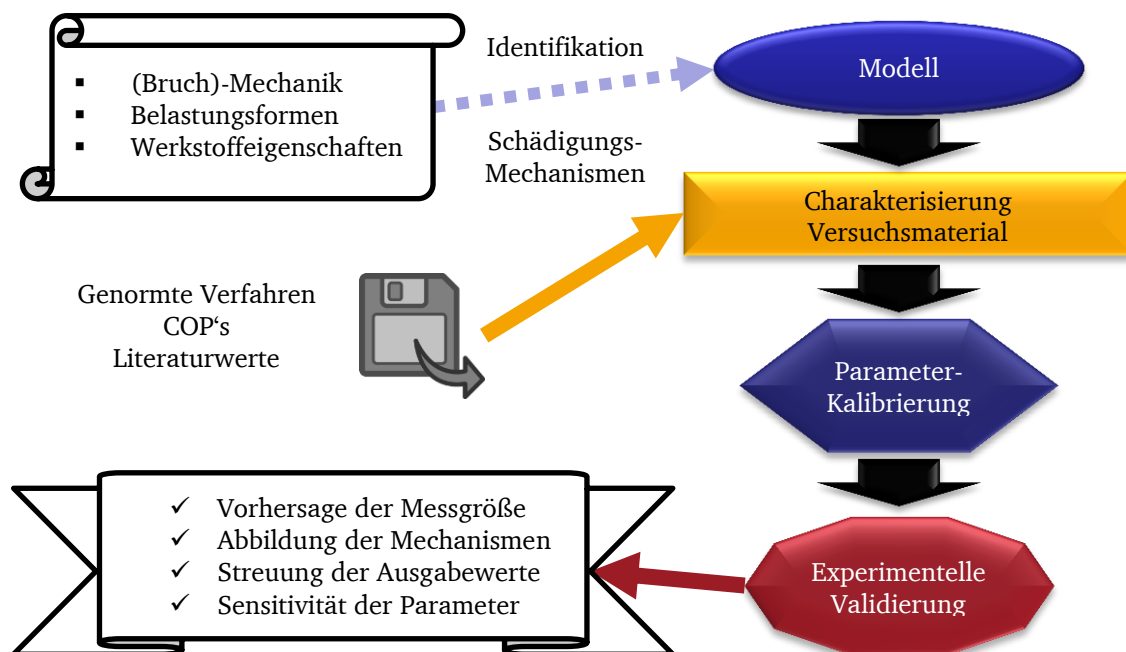 (Bruch)-Mechanik
Belastungsformen
Werkstoffeigenschaften
Identifikation
Schädigungs-
Mechanismen
Modell
Charakterisierung
Versuchsmaterial
Genormte Verfahren
COP‘s
Literaturwerte
Parameter-
Kalibrierung
Experimentelle
Validierung
Vorhersage der Messgröße
Abbildung der Mechanismen
Streuung der Ausgabewerte
Sensitivität der Parameter